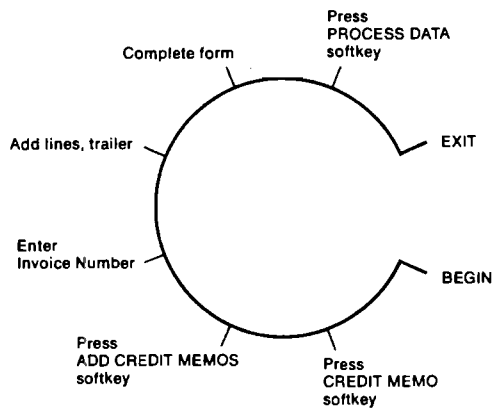 Press
PROCESS DATA
softkey
Complete form
EXIT
Add lines, trailer
Enter
Invoice Number
BEGIN
Press
ADD CREDIT MEMOS
softkey
Press
CREDIT MEMO
softkey